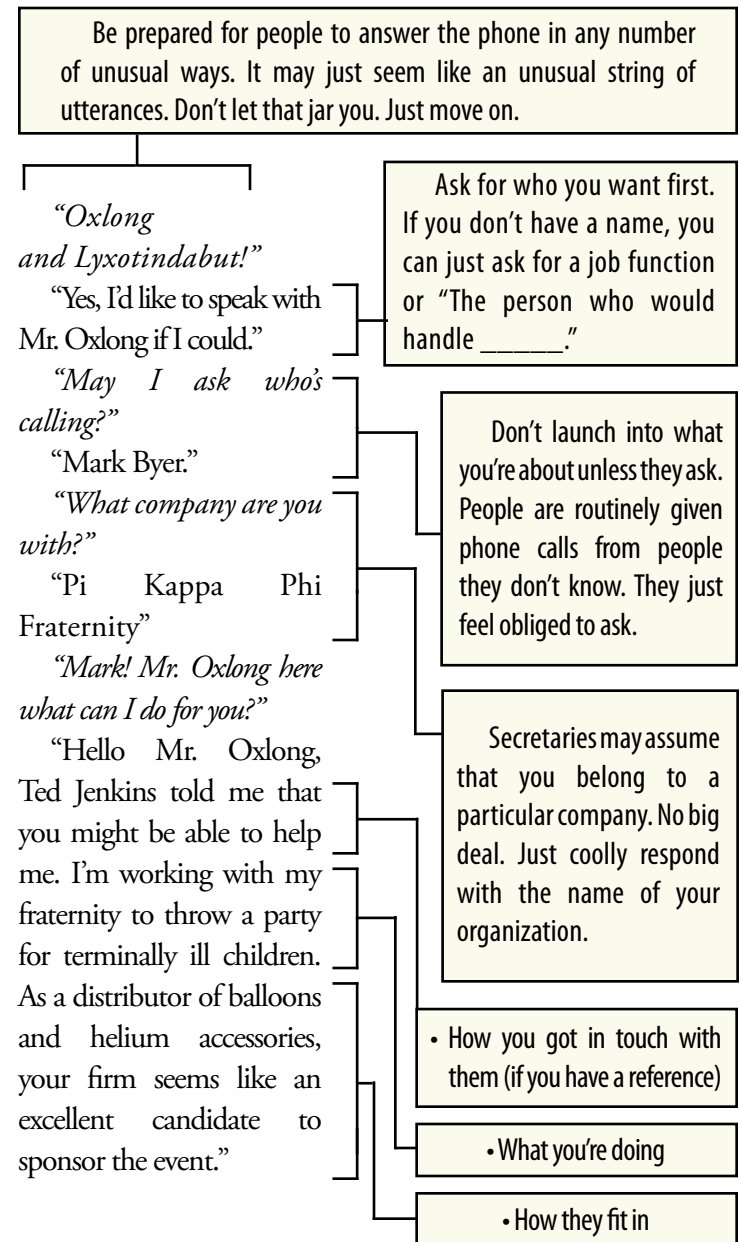 Be prepared for people to answer the phone in any number
of unusual ways. It may just seem like an unusual string of
utterances. Don't let that jar you. Just move on.
“Oxlong
and Lyxotindabut!”
“Yes, I'd like to speak with
Mr. Oxlong if I could.”
“May I ask who's
calling?”
“Mark Byer.”
“What company are you
with?”
“Pi Kappa Phi
Fraternity”
“Mark! Mr. Oxlong here
what can I do for you?”
“Hello Mr. Oxlong,
Ted Jenkins told me that
you might be able to help
me. I'm working with my
fraternity to throw a party
for terminally ill children.
As a distributor of balloons
and helium accessories,
your firm seems like an
excellent candidate to
sponsor the event.”
Ask for who you want first.
If you don't have a name, you
can just ask for a job function
or “The person who would
handle _____.”
Don't launch into what
you're about unless they ask.
People are routinely given
phone calls from people
they don't know. They just
feel obliged to ask.
Secretaries may assume
that you belong to a
particular company. No big
deal. Just coolly respond
with the name of your
organization.
• How you got in touch with
them (if you have a reference)
• What you're doing
• How they fit in